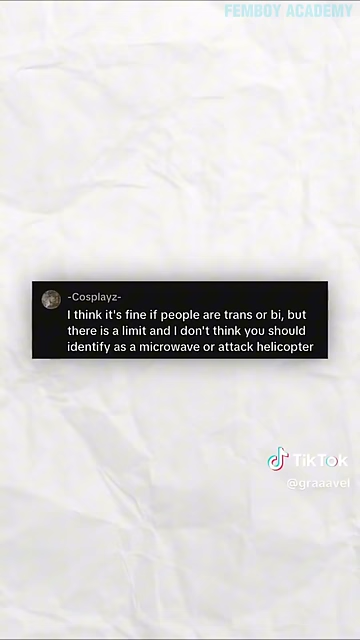 FEMBOY ACADEMY
-Cosplayz-
I think it's fine if people are trans or bi, but
there is a limit and I don't think you should
identify as a microwave or attack helicopter
TikTok
@graaavel